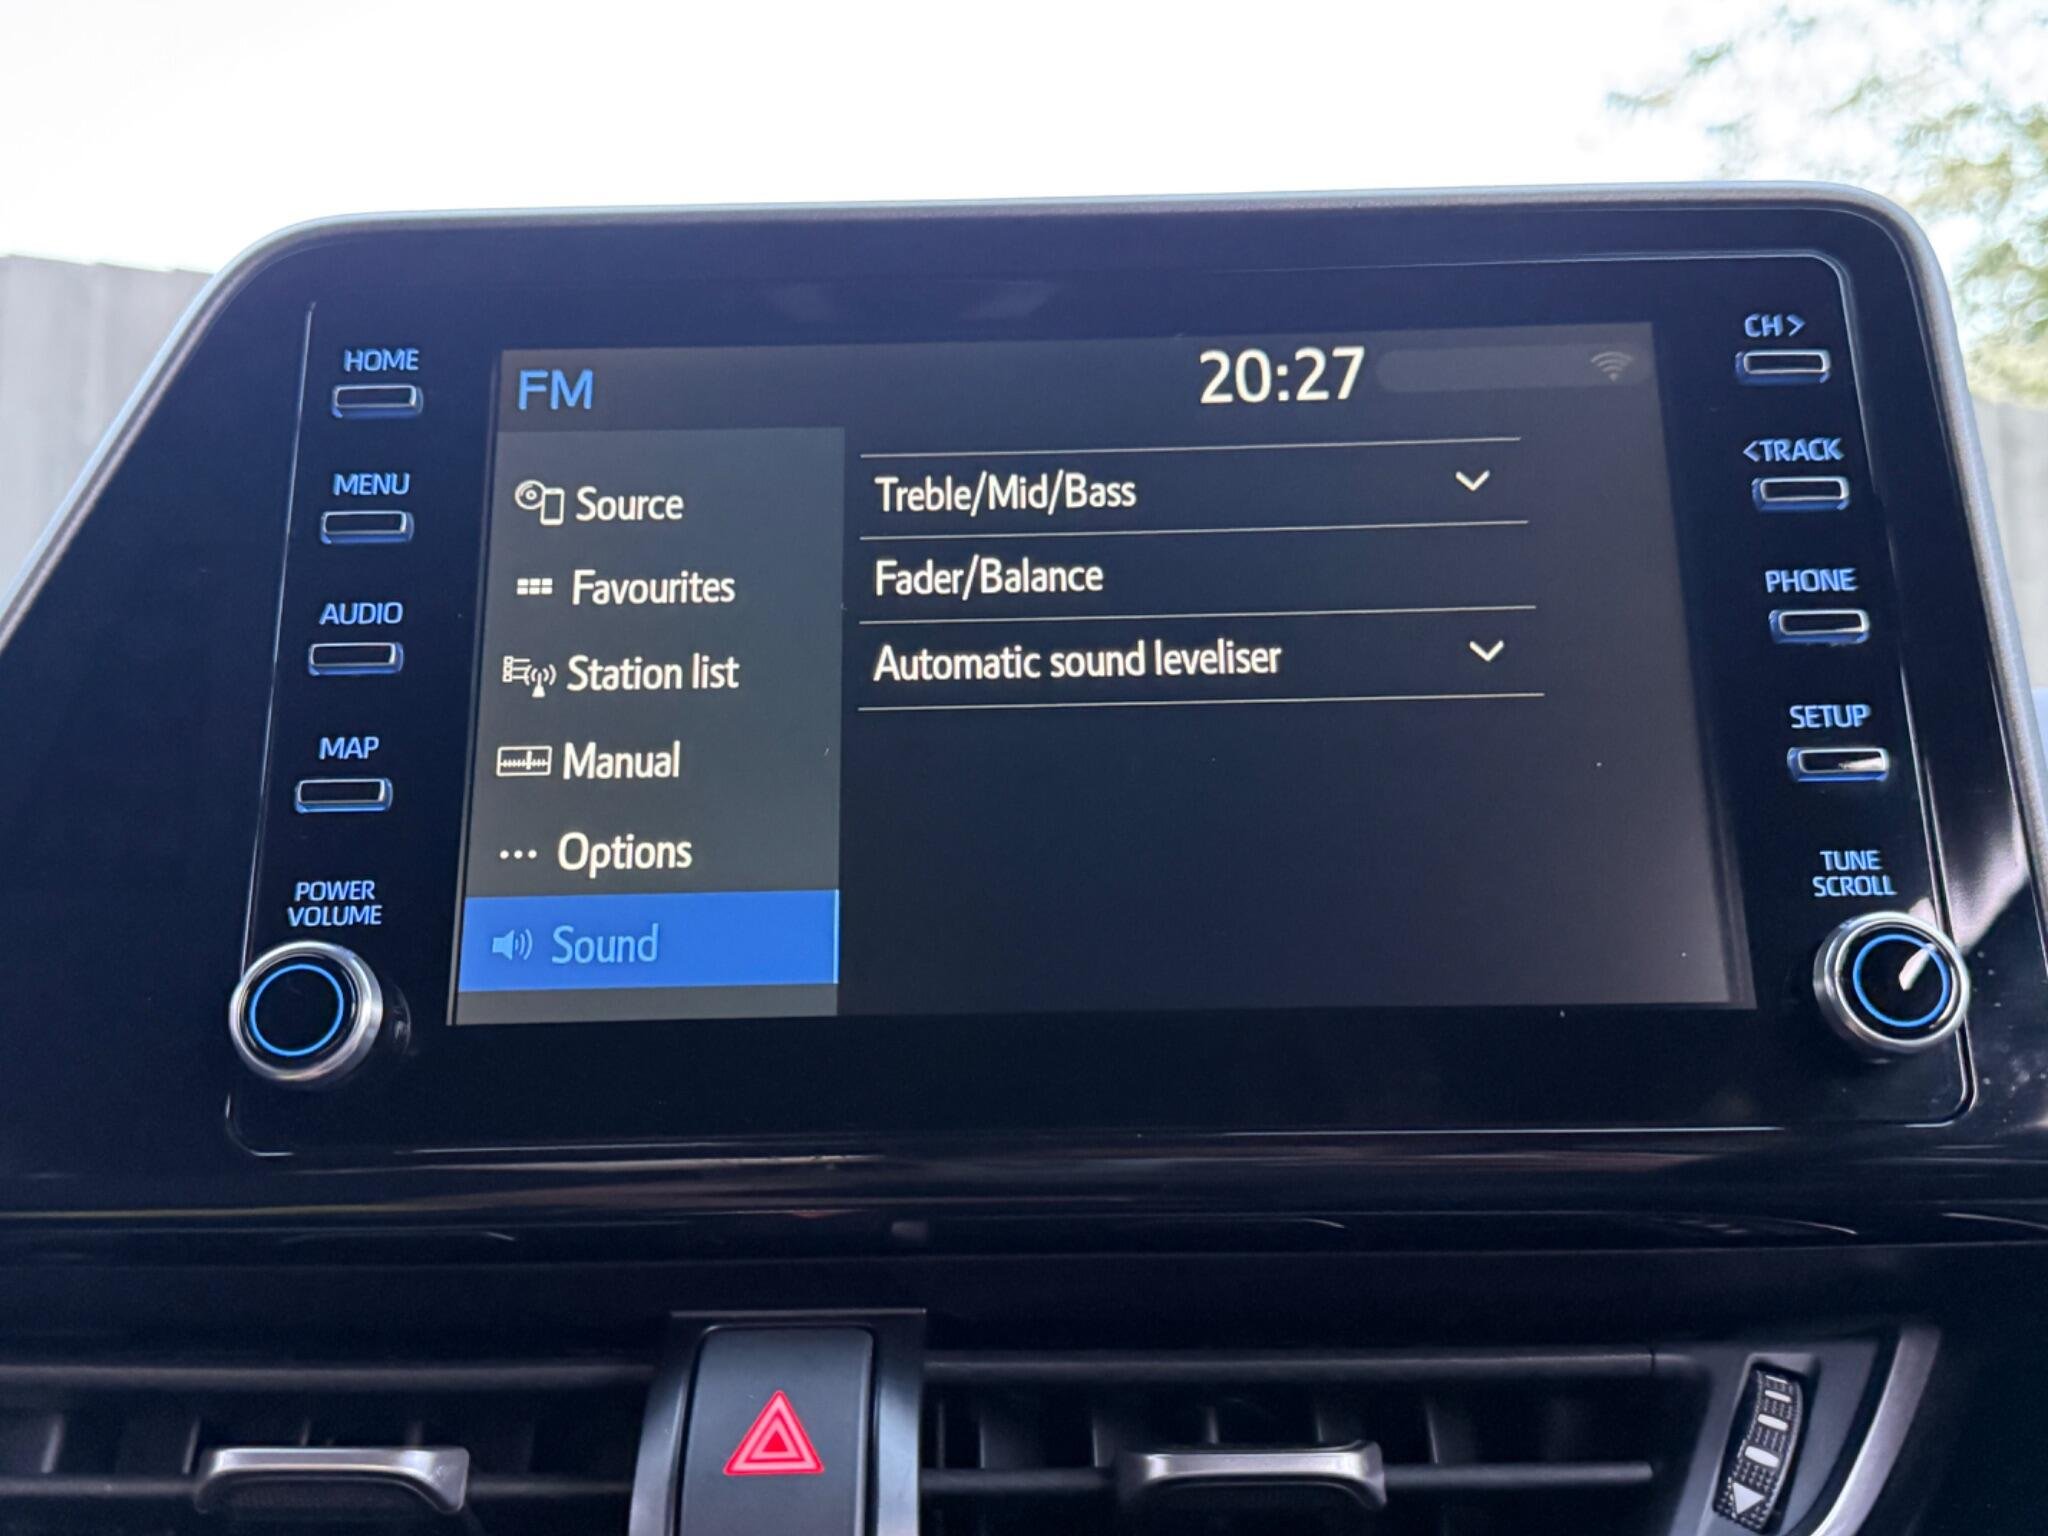 HOME
MENU
AUDIO
MAP
POWER
VOLUME
FM
20:27
Source
Favourites
Station list
Manual
Options
Sound
Treble/Mid/Bass
Fader/Balance
Automatic sound leveliser
CH >
<TRACK
PHONE
SETUP
TUNE
SCROLL